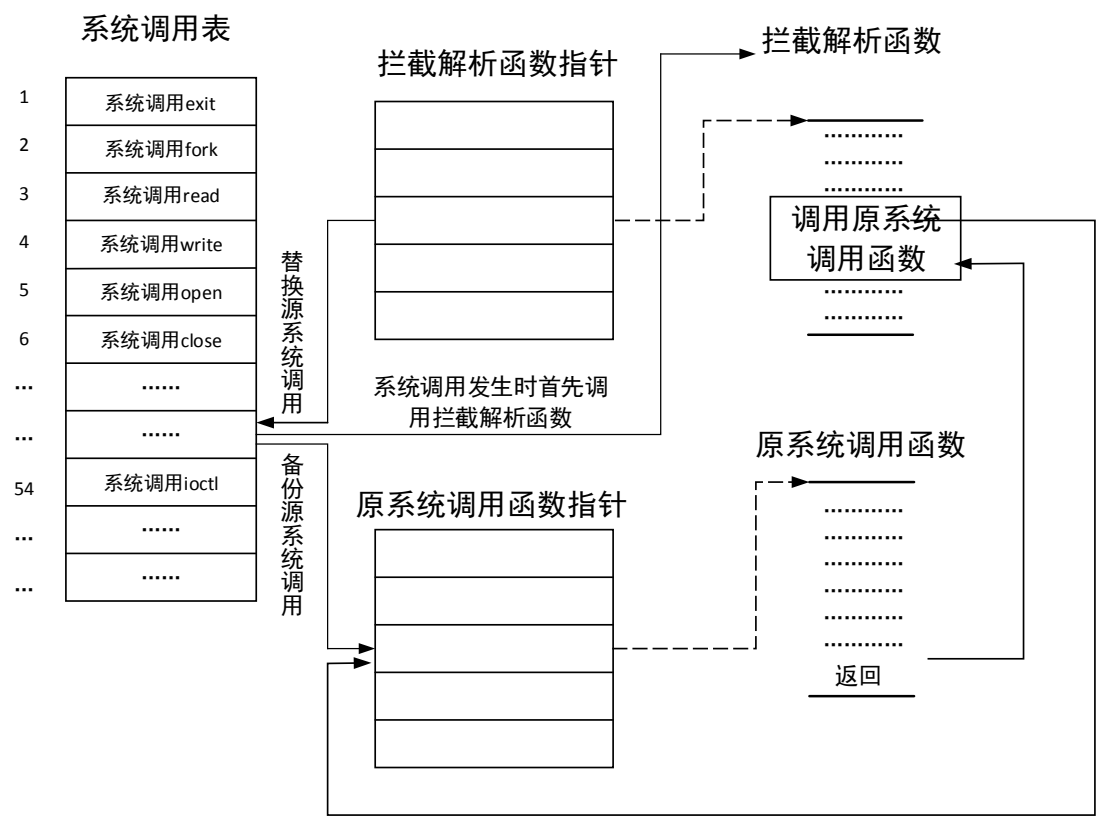 系统调用表
1
系统调用exit
2
系统调用fork
3
系统调用read
4
系统调用write
5
系统调用open
6
系统调用close
...
......
...
......
54
系统调用ioctl
...
......
...
......
替换源系统调用
备份源系统调用
拦截解析函数指针
系统调用发生时首先调
用拦截解析函数
原系统调用函数指针
拦截解析函数
............
............
............
调用原系统
调用函数
............
............
原系统调用函数
............
............
............
............
............
............
返回